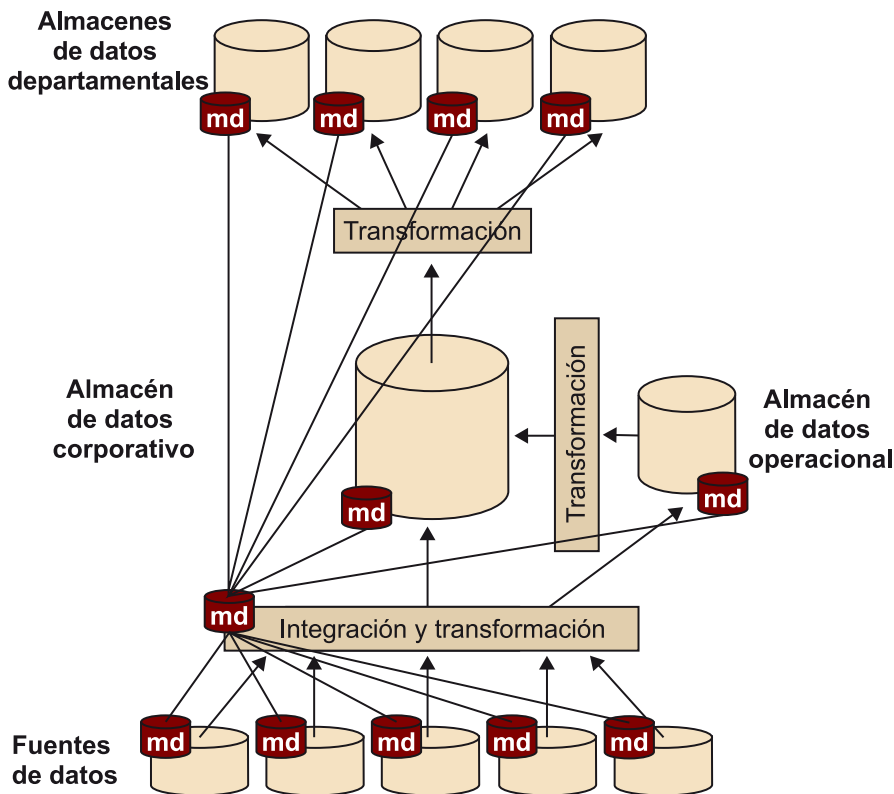 Almacenes
de datos
departamentales
md
md
md
md
Transformación
Almacén
de datos
corporativo
Transformación
Almacén
de datos
operacional
md
md
md
Integración y transformación
Fuentes
de datos
md
md
md
md
md